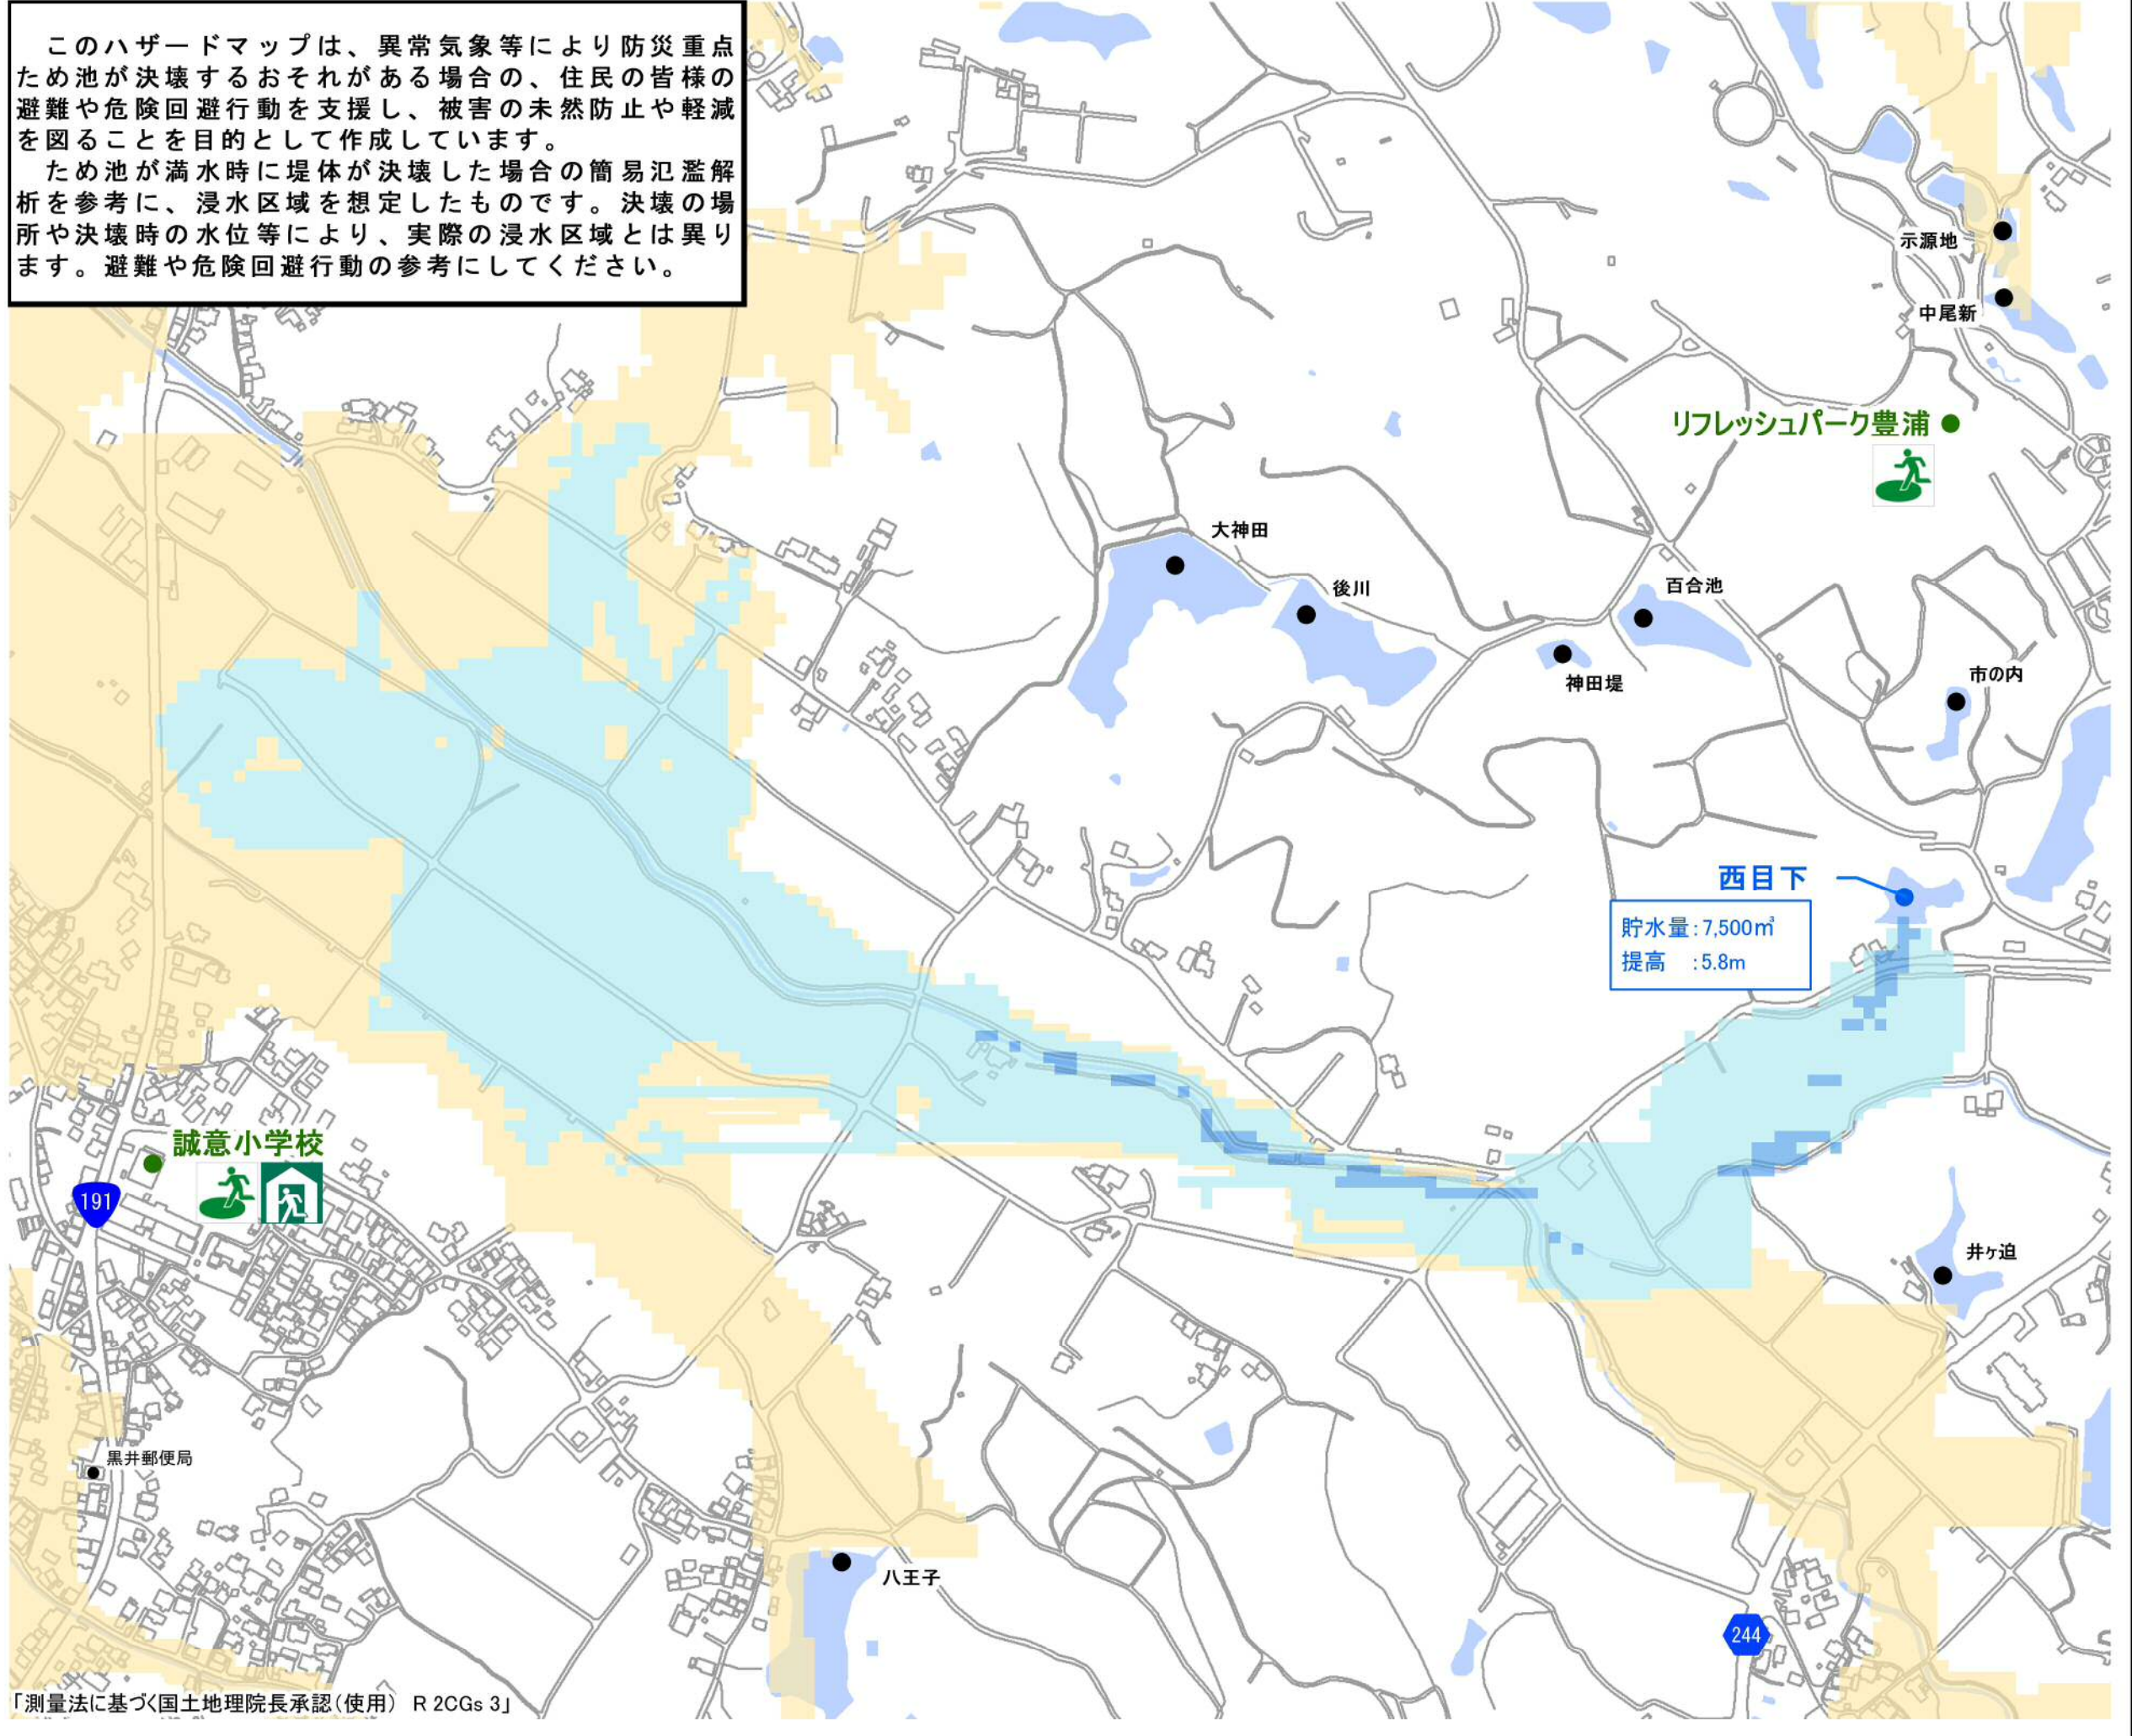 このハザードマップは、異常気象等により防災重点
ため池が決壊するおそれがある場合の、住民の皆様の
避難や危険回避行動を支援し、被害の未然防止や軽減
を図ることを目的として作成しています。
ため池が満水時に堤体が決壊した場合の簡易氾濫解
析を参考に、浸水区域を想定したものです。決壊の場
所や決壊時の水位等により、実際の浸水区域とは異り
ます。避難や危険回避行動の参考にしてください。
示源地
中尾新
リフレッシュパーク豊浦
大神田
後川
百合池
神田堤
市の内
西目下
貯水量:7,500㎥
提高 :5.8m
誠意小学校
191
井ヶ迫
黒井郵便局
八王子
244
「測量法に基づく国土地理院長承認(使用) R 2CGs 3」